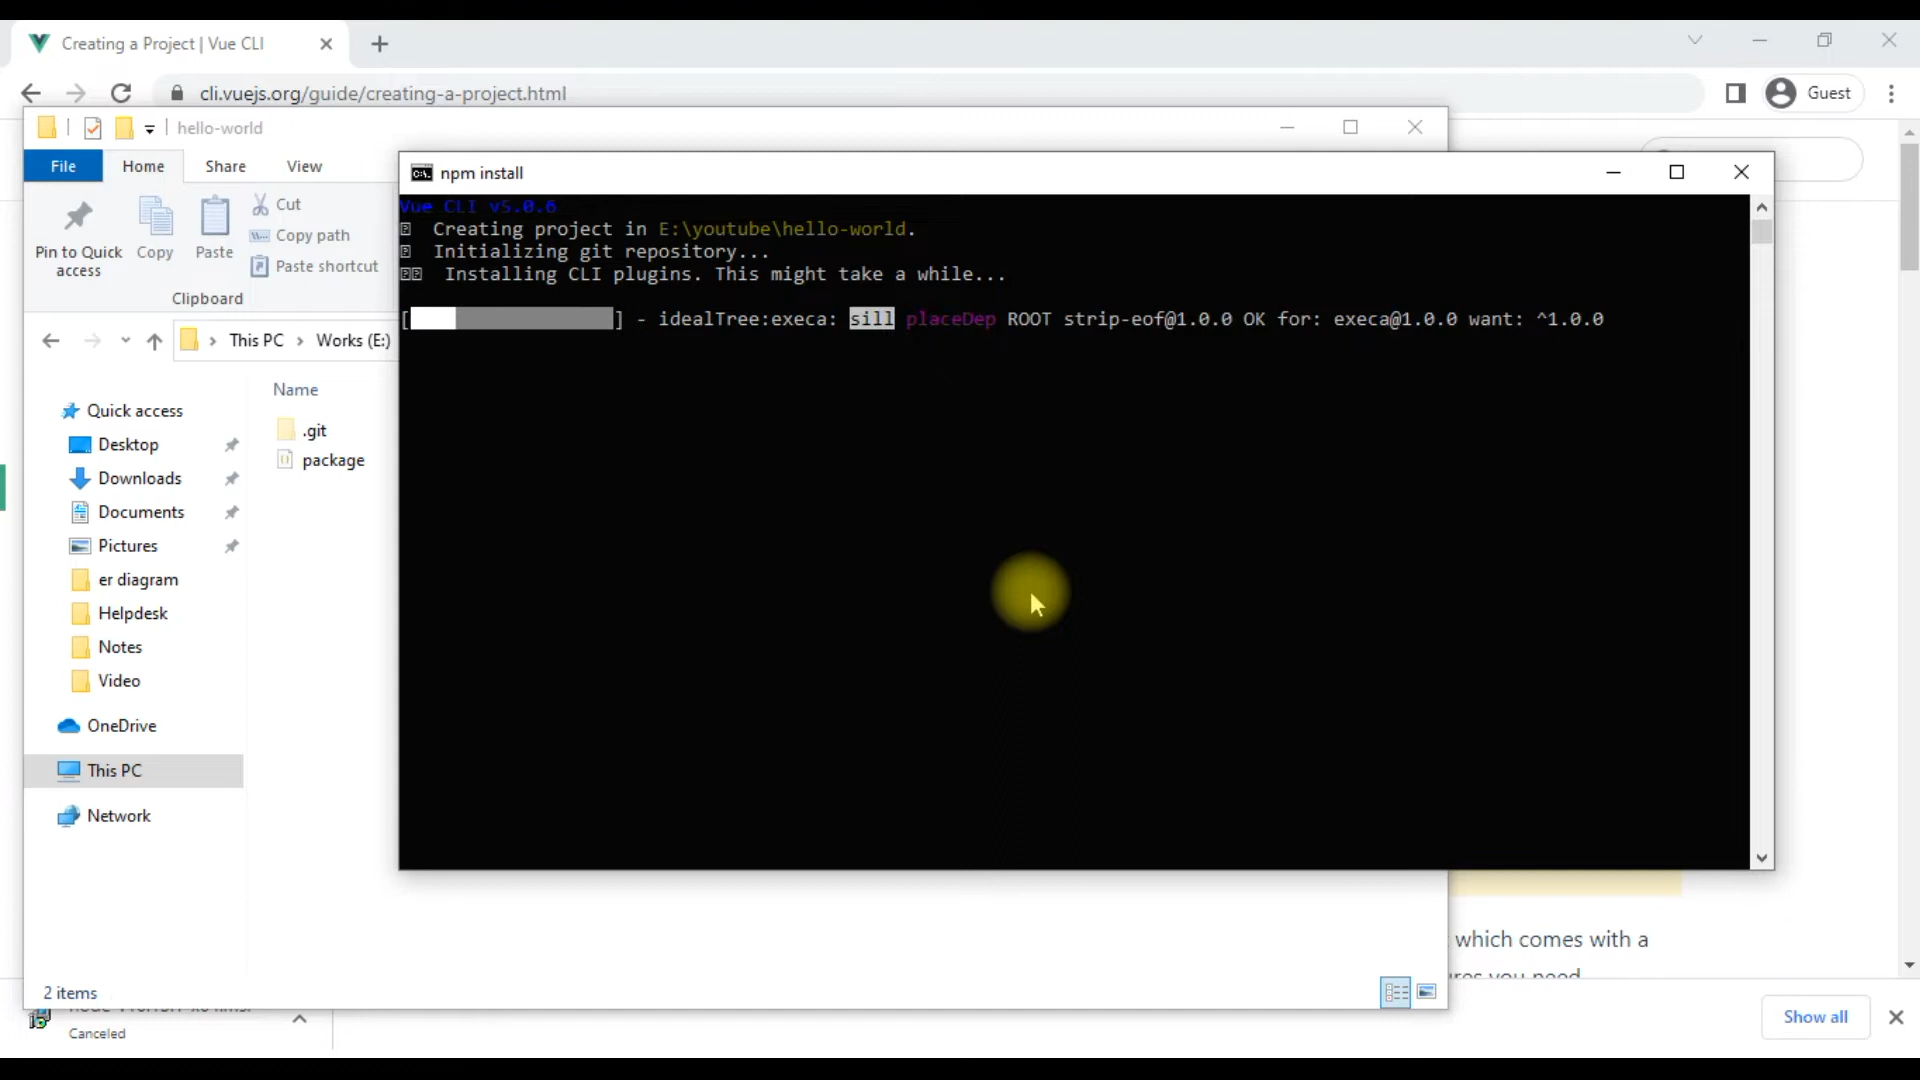 Creating a Project | Vue CLI
cli.vuejs.org/guide/creating-a-project.html
Guest
hello-world
File Home Share View
Pin to Quick access
Copy
Paste
Cut
Copy path
Paste shortcut
Clipboard
This PC > Works (E:)
Name
.git
package
Quick access
Desktop
Downloads
Documents
Pictures
er diagram
Helpdesk
Notes
Video
OneDrive
This PC
Network
2 items
npm install
Vue CLI v5.0.6
Creating project in E:\youtube\hello-world.
Initializing git repository...
Installing CLI plugins. This might take a while...
[ ] - idealTree:execa: sill placeDep ROOT strip-eof@1.0.0 OK for: execa@1.0.0 want: ^1.0.0
which comes with a
you need
Canceled
Show all